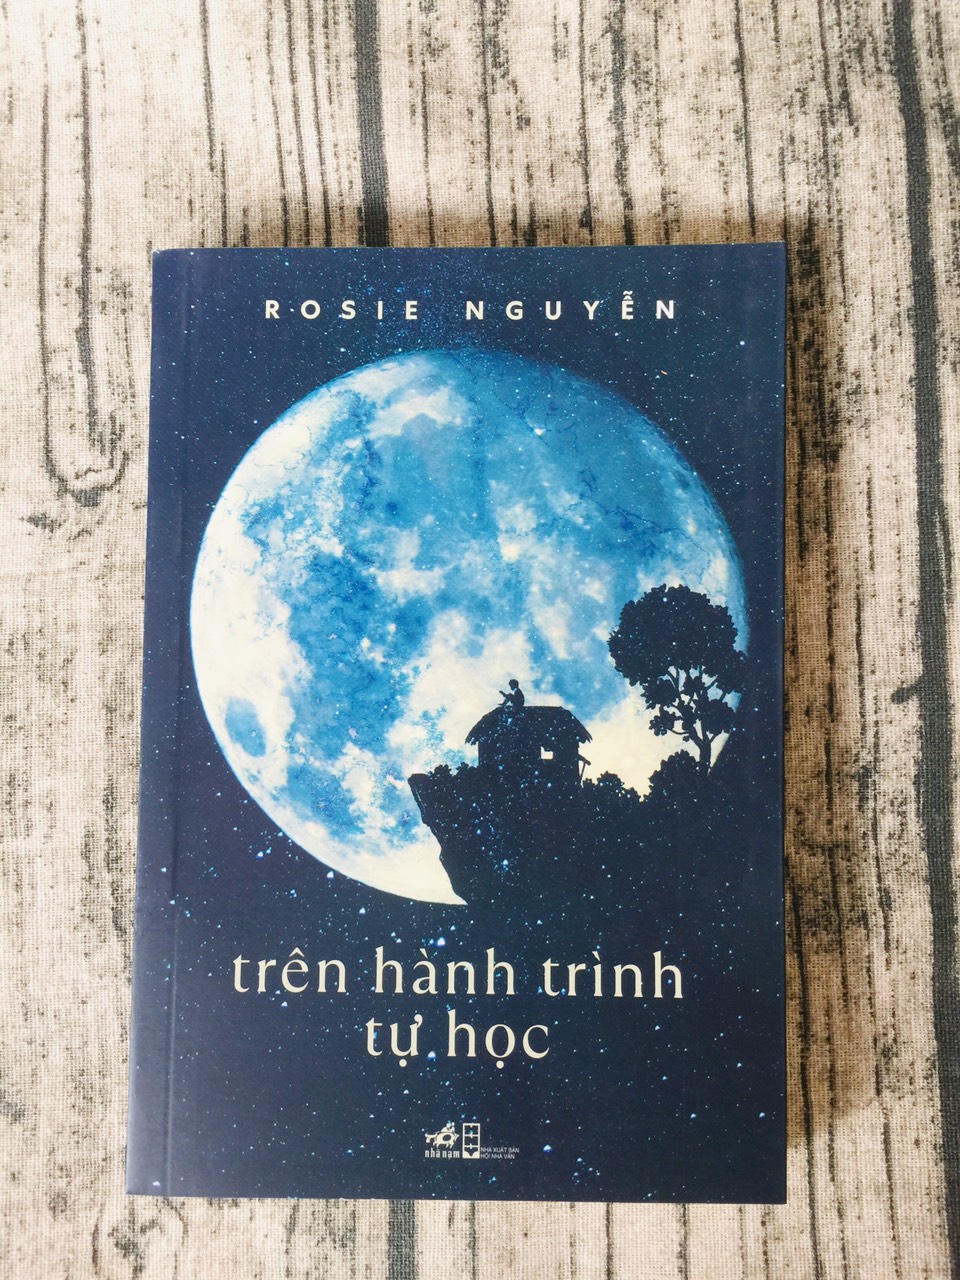 ROSIE NGUYỄN
trên hành trình
tự học
nhã nam
NHÀ XUẤT BẢN
HỘI NHÀ VĂN